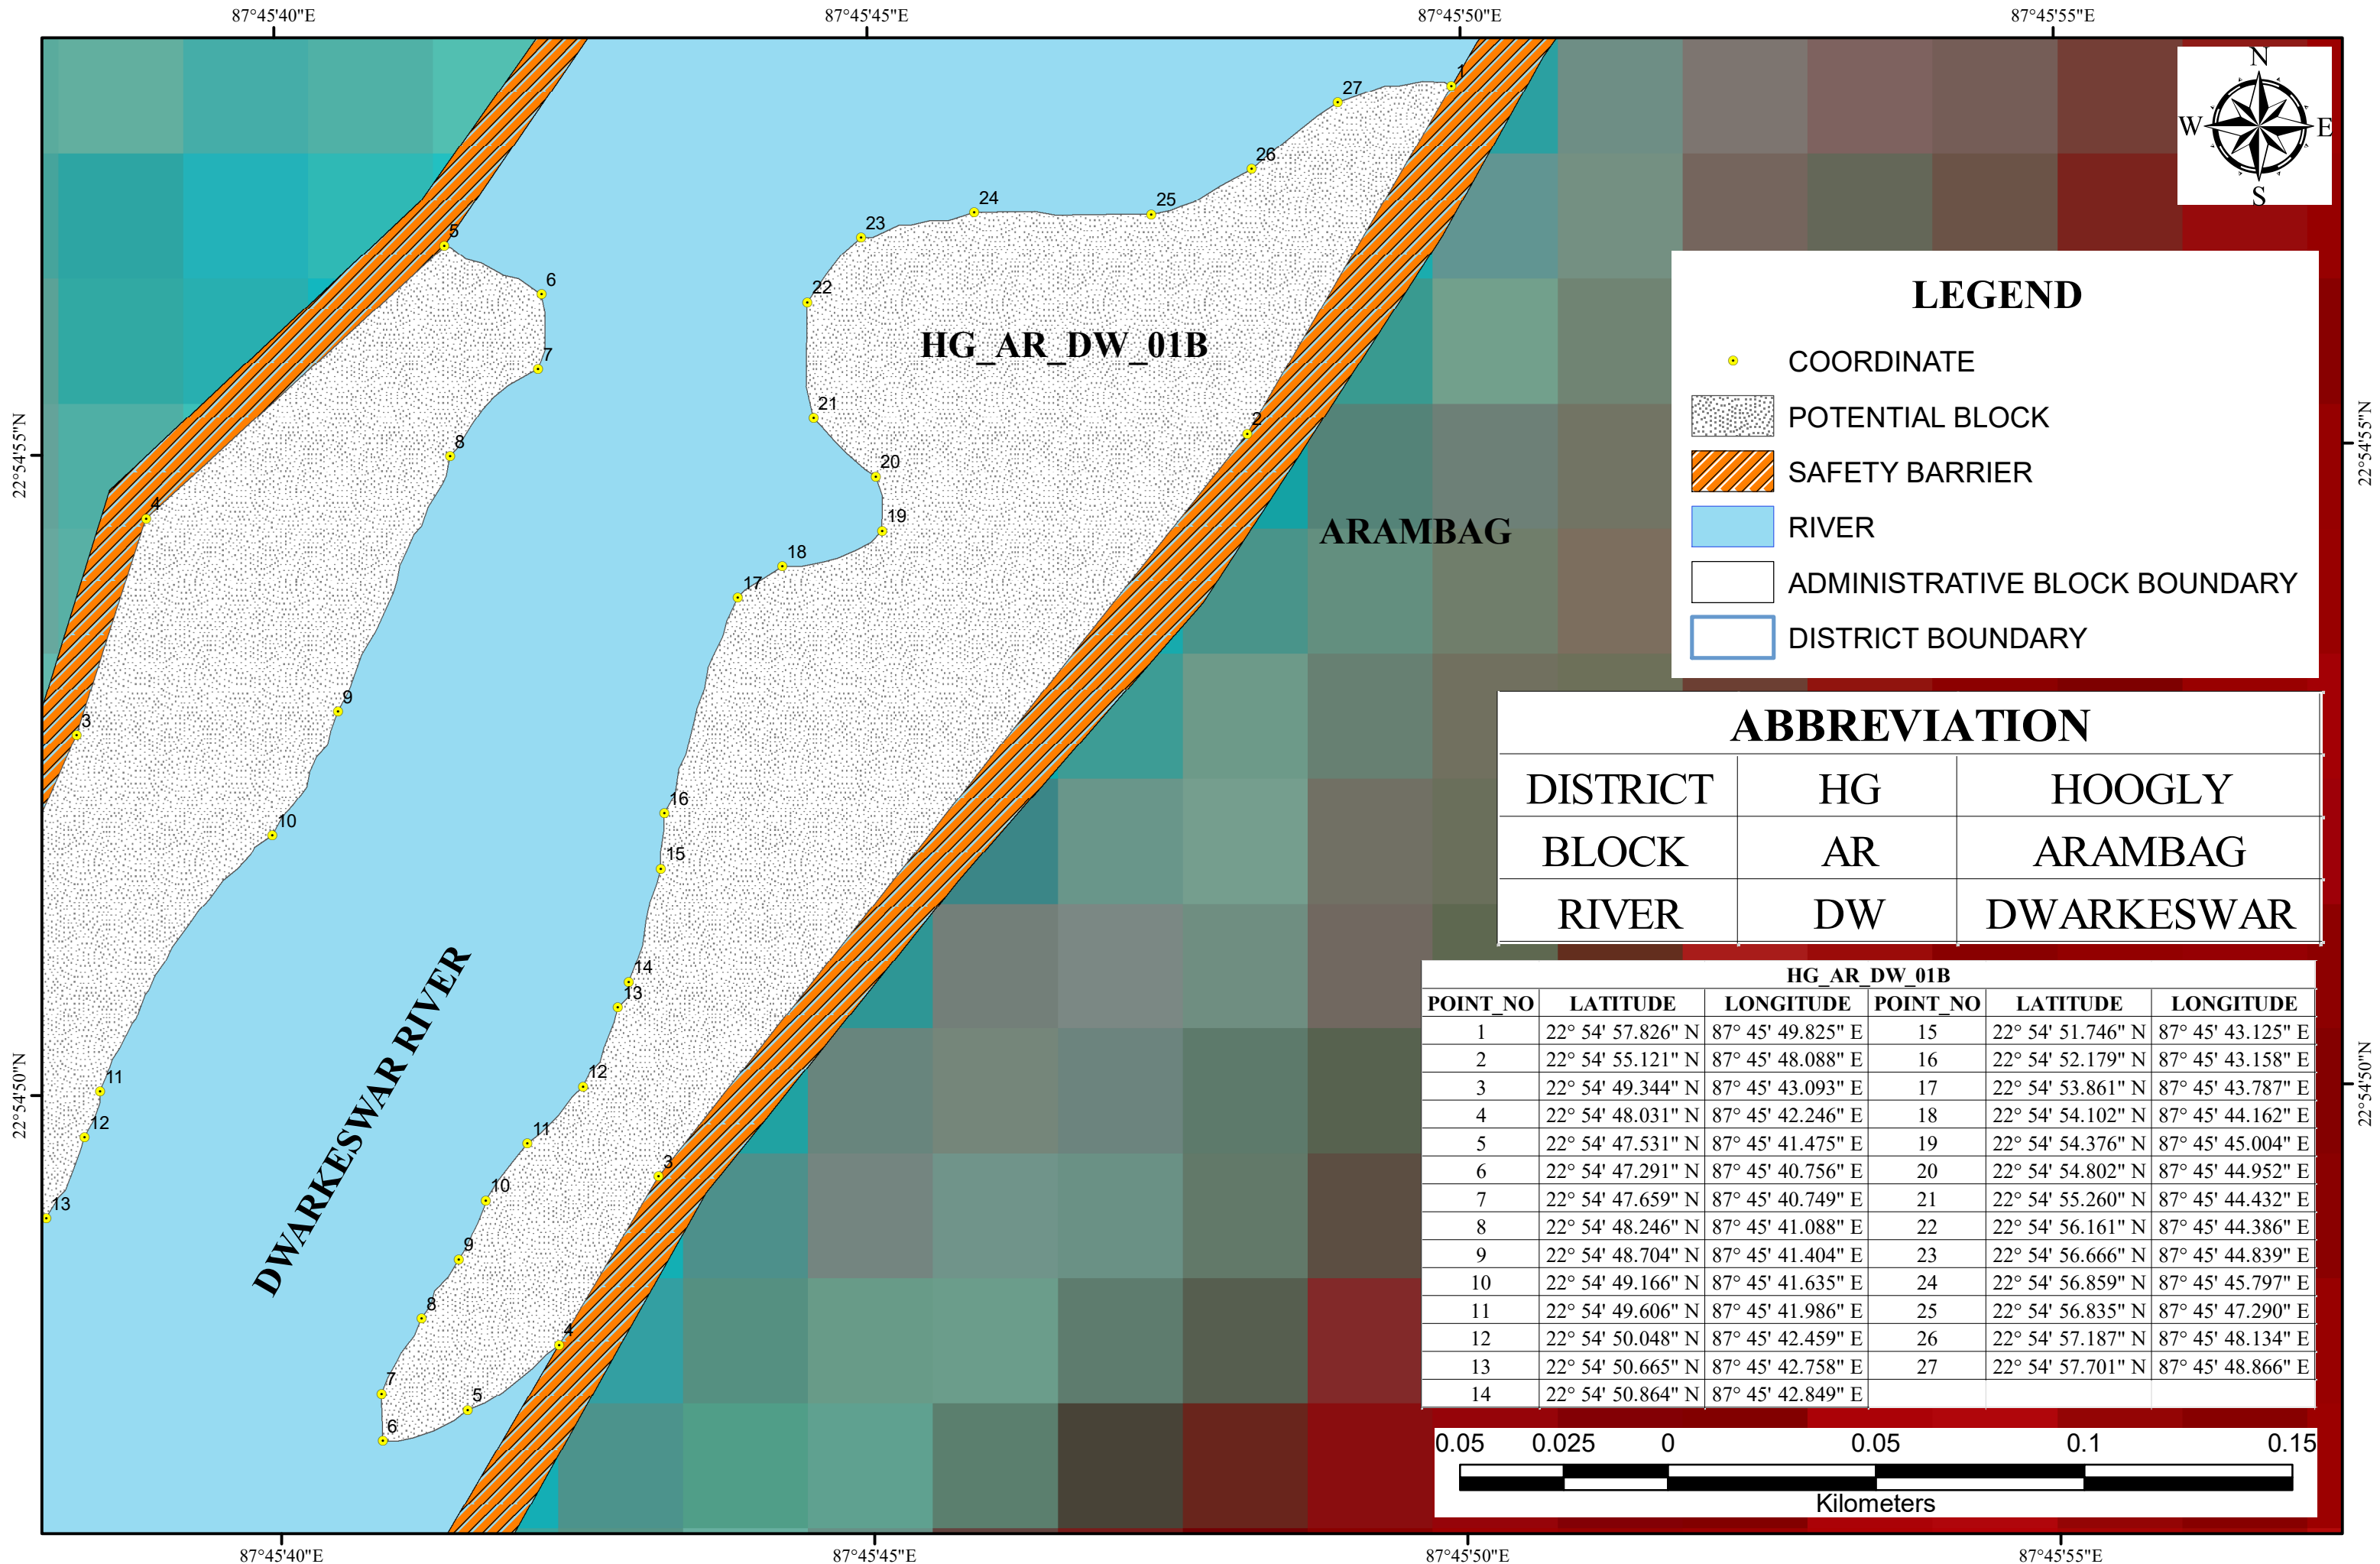 87°45'40"E 87°45'45"E 87°45'50"E 87°45'55"E
N
W E
S
1
27
26
25
24
23
22
21
20
19
18
17
16
15
14
13
12
11
10
9
8
7
6
5
4
3
2
5
6
7
8
4
9
3
10
11
12
13
HG_AR_DW_01B
ARAMBAG
DWARKESWAR RIVER
22°54'55"N
22°54'50"N
22°54'55"N
22°54'50"N
LEGEND
COORDINATE
POTENTIAL BLOCK
SAFETY BARRIER
RIVER
ADMINISTRATIVE BLOCK BOUNDARY
DISTRICT BOUNDARY
ABBREVIATION
DISTRICT HG HOOGLY
BLOCK AR ARAMBAG
RIVER DW DWARKESWAR
HG_AR_DW_01B
POINT_NO LATITUDE LONGITUDE POINT_NO LATITUDE LONGITUDE
1 22° 54' 57.826" N 87° 45' 49.825" E 15 22° 54' 51.746" N 87° 45' 43.125" E
2 22° 54' 55.121" N 87° 45' 48.088" E 16 22° 54' 52.179" N 87° 45' 43.158" E
3 22° 54' 49.344" N 87° 45' 43.093" E 17 22° 54' 53.861" N 87° 45' 43.787" E
4 22° 54' 48.031" N 87° 45' 42.246" E 18 22° 54' 54.102" N 87° 45' 44.162" E
5 22° 54' 47.531" N 87° 45' 41.475" E 19 22° 54' 54.376" N 87° 45' 45.004" E
6 22° 54' 47.291" N 87° 45' 40.756" E 20 22° 54' 54.802" N 87° 45' 44.952" E
7 22° 54' 47.659" N 87° 45' 40.749" E 21 22° 54' 55.260" N 87° 45' 44.432" E
8 22° 54' 48.246" N 87° 45' 41.088" E 22 22° 54' 56.161" N 87° 45' 44.386" E
9 22° 54' 48.704" N 87° 45' 41.404" E 23 22° 54' 56.666" N 87° 45' 44.839" E
10 22° 54' 49.166" N 87° 45' 41.635" E 24 22° 54' 56.859" N 87° 45' 45.797" E
11 22° 54' 49.606" N 87° 45' 41.986" E 25 22° 54' 56.835" N 87° 45' 47.290" E
12 22° 54' 50.048" N 87° 45' 42.459" E 26 22° 54' 57.187" N 87° 45' 48.134" E
13 22° 54' 50.665" N 87° 45' 42.758" E 27 22° 54' 57.701" N 87° 45' 48.866" E
14 22° 54' 50.864" N 87° 45' 42.849" E
0.05 0.025 0 0.05 0.1 0.15
Kilometers
87°45'40"E 87°45'45"E 87°45'50"E 87°45'55"E